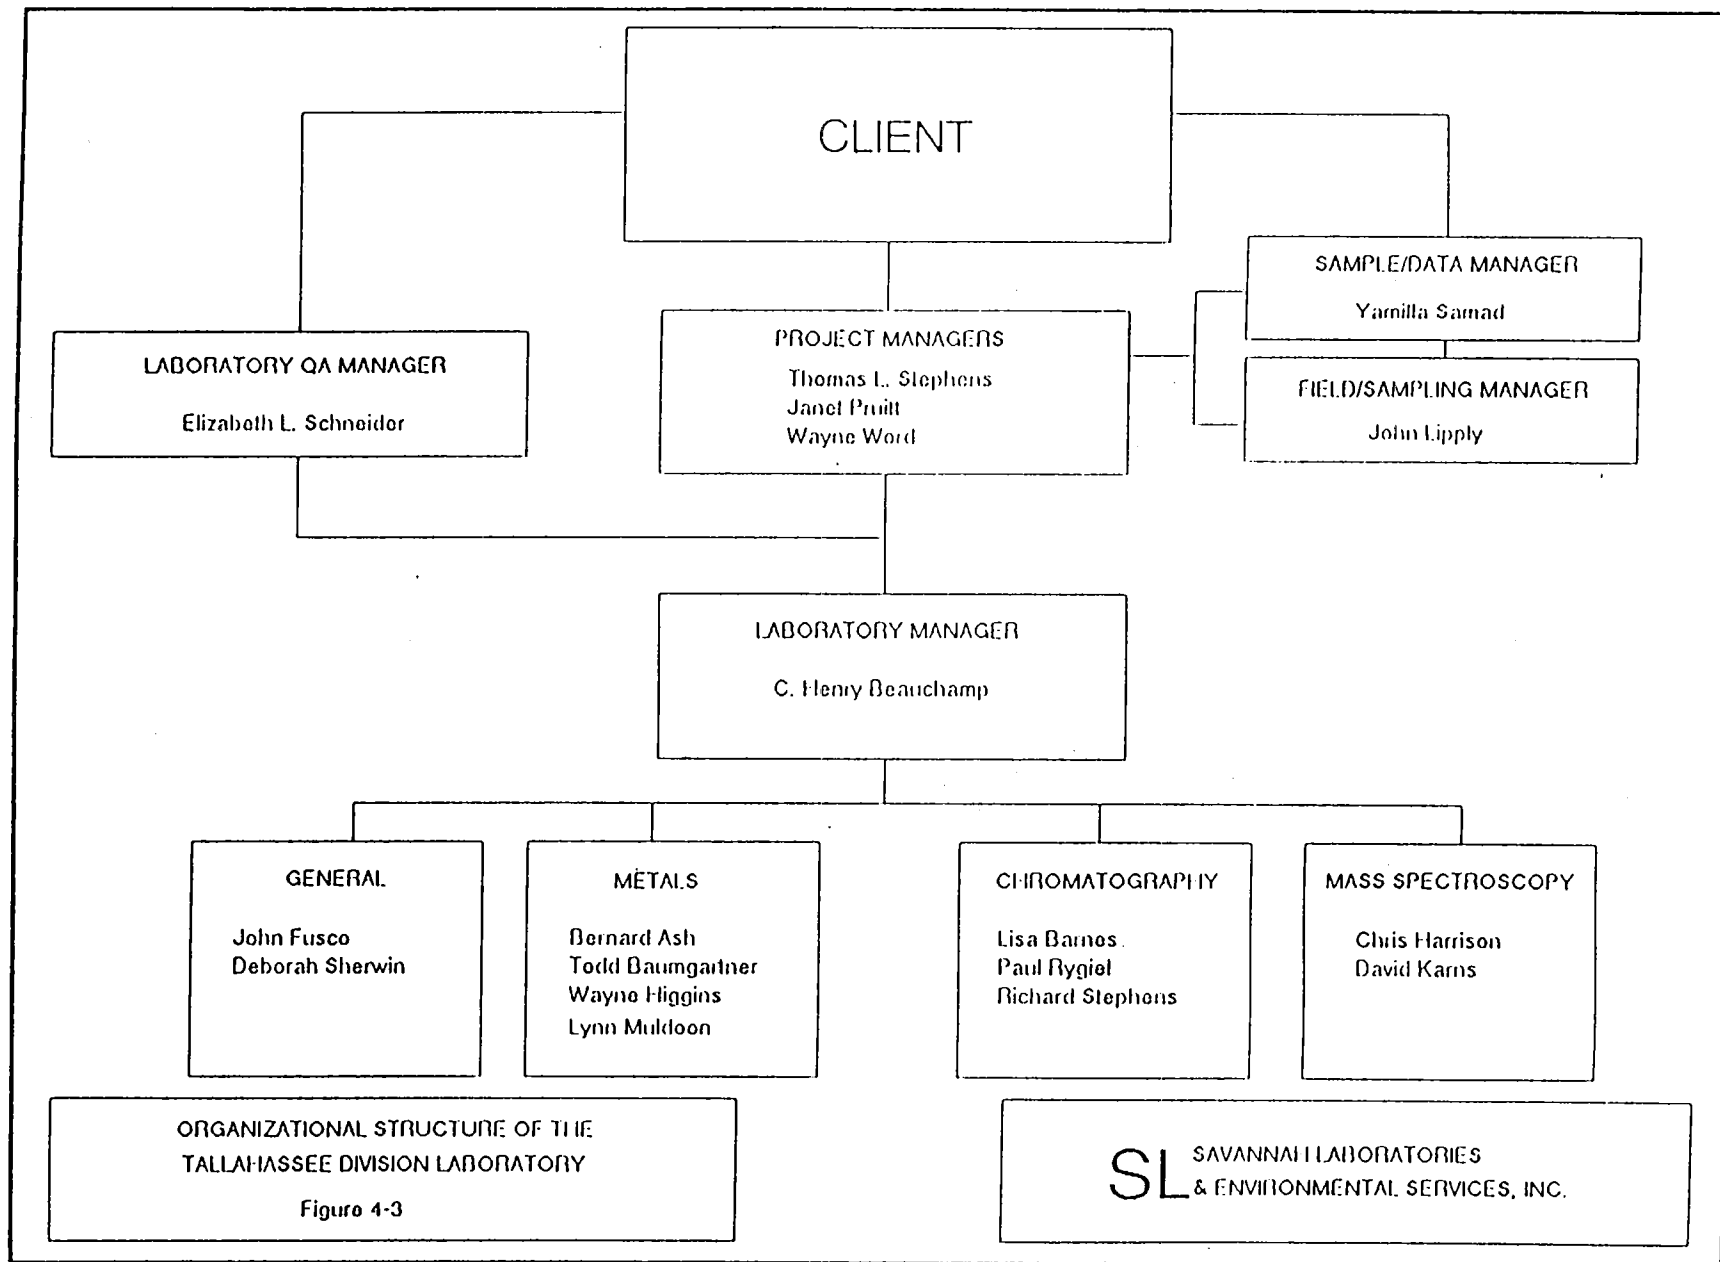 CLIENT
SAMPLE/DATA MANAGER
Yamilla Samad
PROJECT MANAGERS
Thomas L. Stephens
Janet Pruitt
Wayne Word
LABORATORY QA MANAGER
Elizabeth L. Schneider
FIELD/SAMPLING MANAGER
John Lipply
LABORATORY MANAGER
C. Henry Beauchamp
GENERAL
John Fusco
Deborah Sherwin
METALS
Bernard Ash
Todd Baumgartner
Wayne Higgins
Lynn Muldoon
CHROMATOGRAPHY
Lisa Barnes
Paul Rygiel
Richard Stephens
MASS SPECTROSCOPY
Chris Harrison
David Karns
ORGANIZATIONAL STRUCTURE OF THE
TALLAHASSEE DIVISION LABORATORY
Figure 4-3
SL SAVANNAH LABORATORIES
& ENVIRONMENTAL SERVICES, INC.